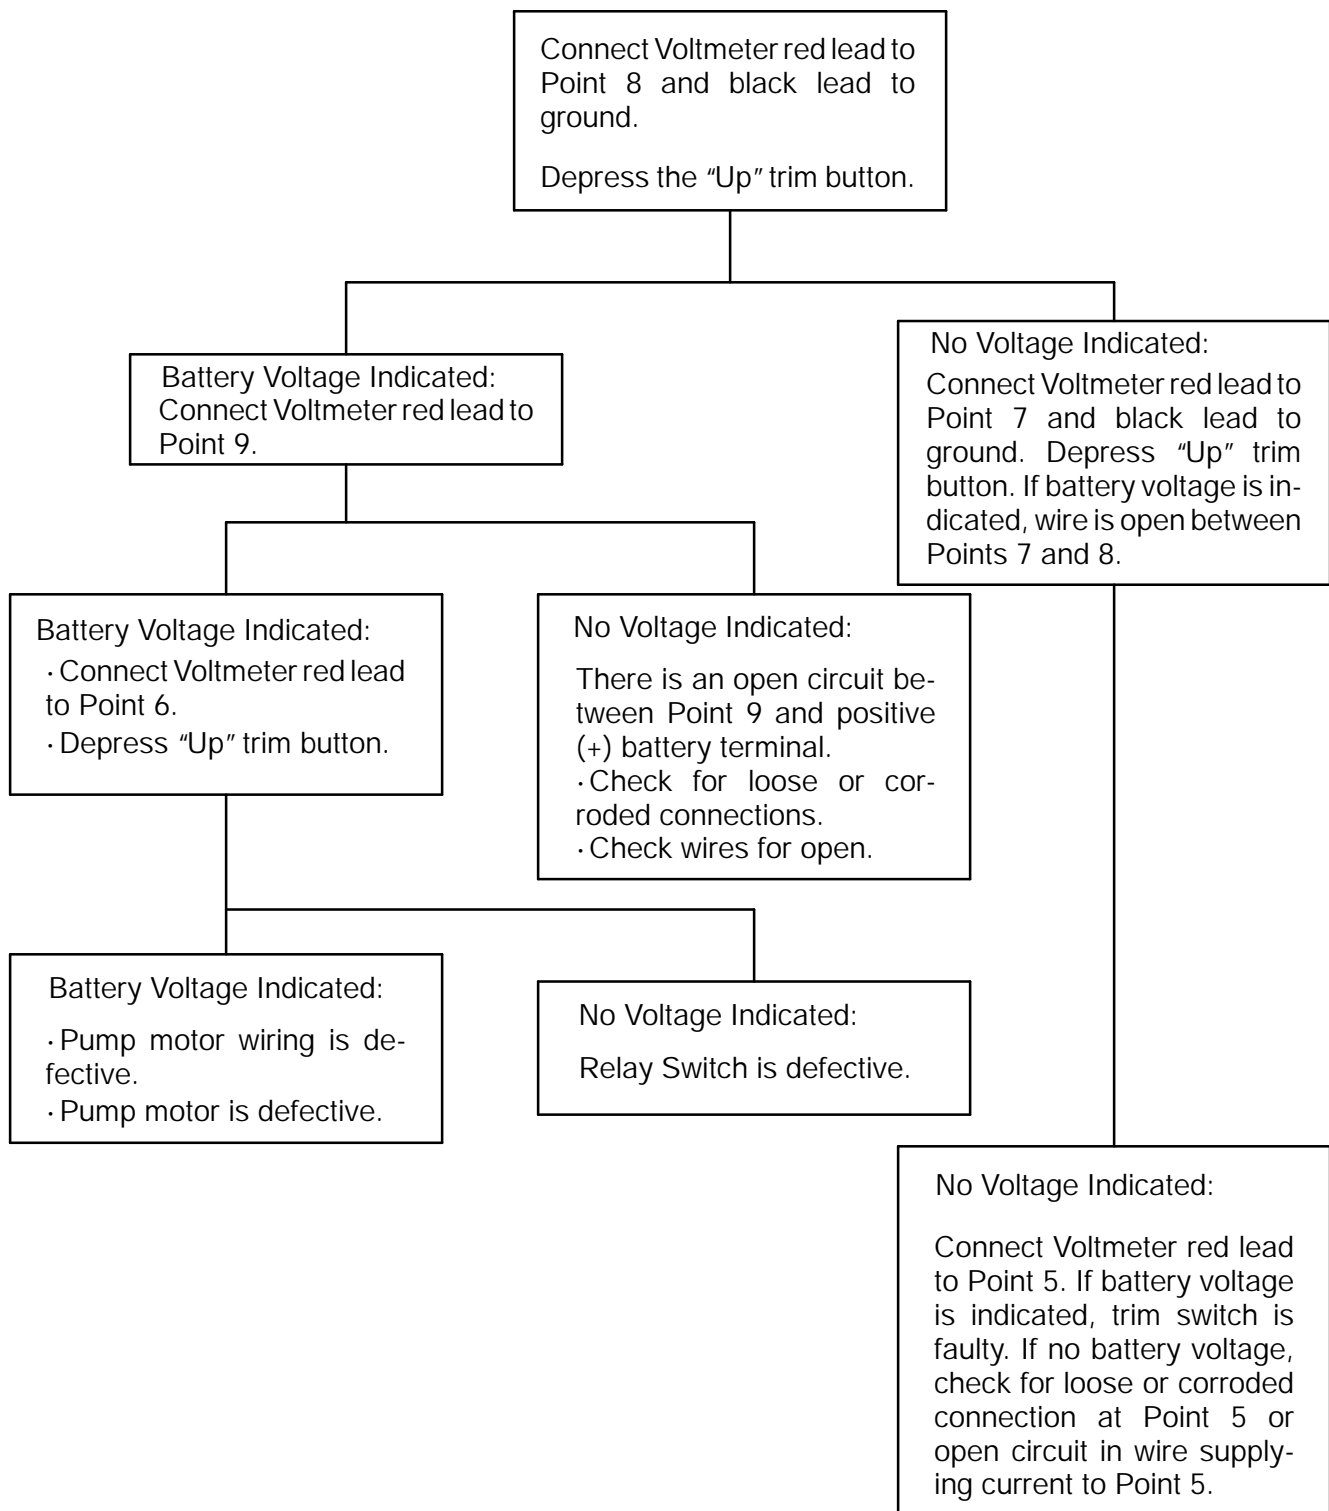 Connect Voltmeter red lead to
Point 8 and black lead to
ground.
Depress the “Up” trim button.
Battery Voltage Indicated:
Connect Voltmeter red lead to
Point 9.
No Voltage Indicated:
Connect Voltmeter red lead to
Point 7 and black lead to
ground. Depress “Up” trim
button. If battery voltage is in-
dicated, wire is open between
Points 7 and 8.
Battery Voltage Indicated:
· Connect Voltmeter red lead
to Point 6.
· Depress “Up” trim button.
No Voltage Indicated:
There is an open circuit be-
tween Point 9 and positive
(+) battery terminal.
· Check for loose or cor-
roded connections.
· Check wires for open.
Battery Voltage Indicated:
· Pump motor wiring is de-
fective.
· Pump motor is defective.
No Voltage Indicated:
Relay Switch is defective.
No Voltage Indicated:
Connect Voltmeter red lead
to Point 5. If battery voltage
is indicated, trim switch is
faulty. If no battery voltage,
check for loose or corroded
connection at Point 5 or
open circuit in wire supply-
ing current to Point 5.